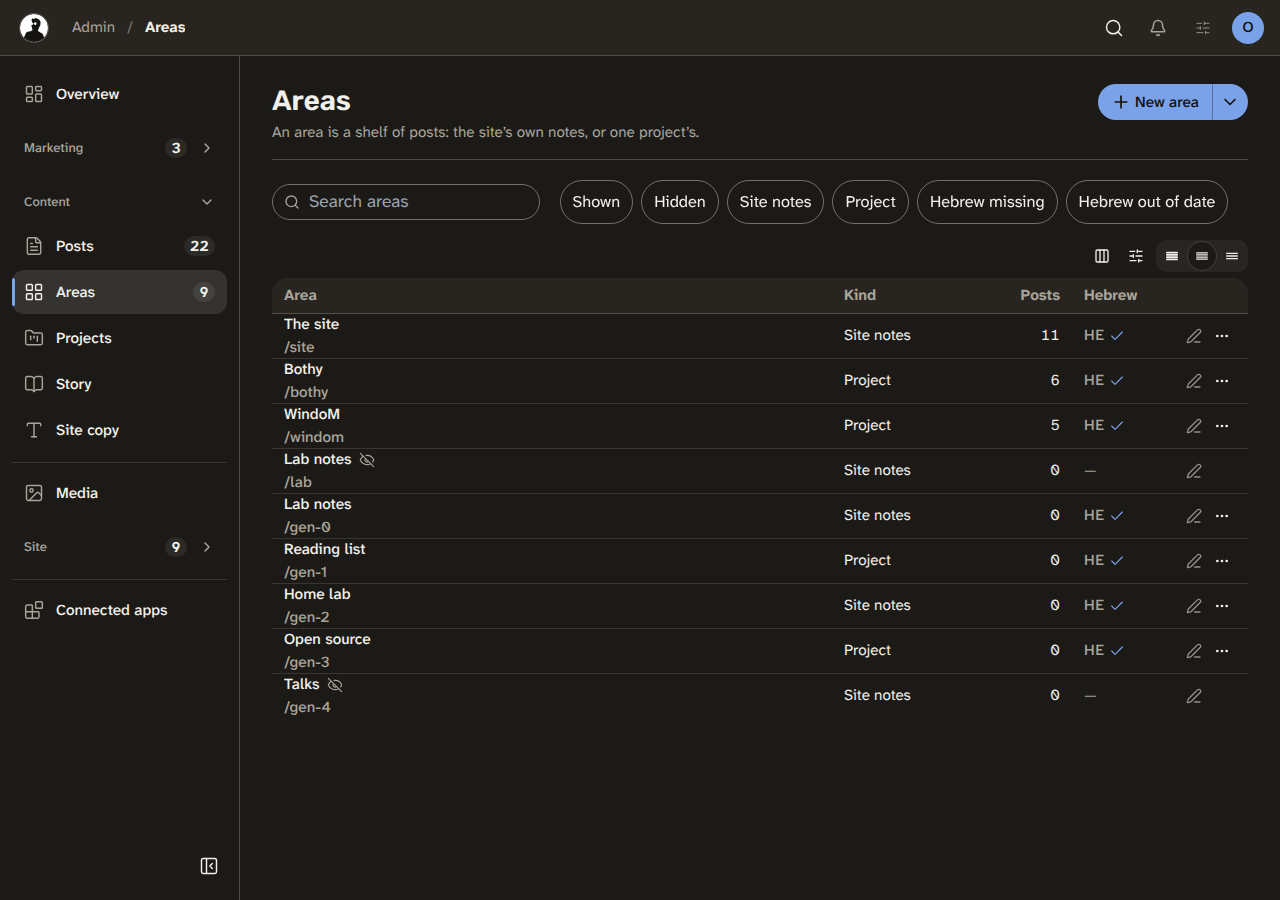 Admin / Areas
O
Overview
Marketing 3
Content
Posts 22
Areas 9
Projects
Story
Site copy
Media
Site 9
Connected apps
Areas
An area is a shelf of posts: the site’s own notes, or one project’s.
New area
Search areas
Shown Hidden Site notes Project Hebrew missing Hebrew out of date
Area Kind Posts Hebrew
The site
/site
Site notes 11 HE
Bothy
/bothy
Project 6 HE
WindoM
/windom
Project 5 HE
Lab notes
/lab
Site notes 0 —
Lab notes
/gen-0
Site notes 0 HE
Reading list
/gen-1
Project 0 HE
Home lab
/gen-2
Site notes 0 HE
Open source
/gen-3
Project 0 HE
Talks
/gen-4
Site notes 0 —